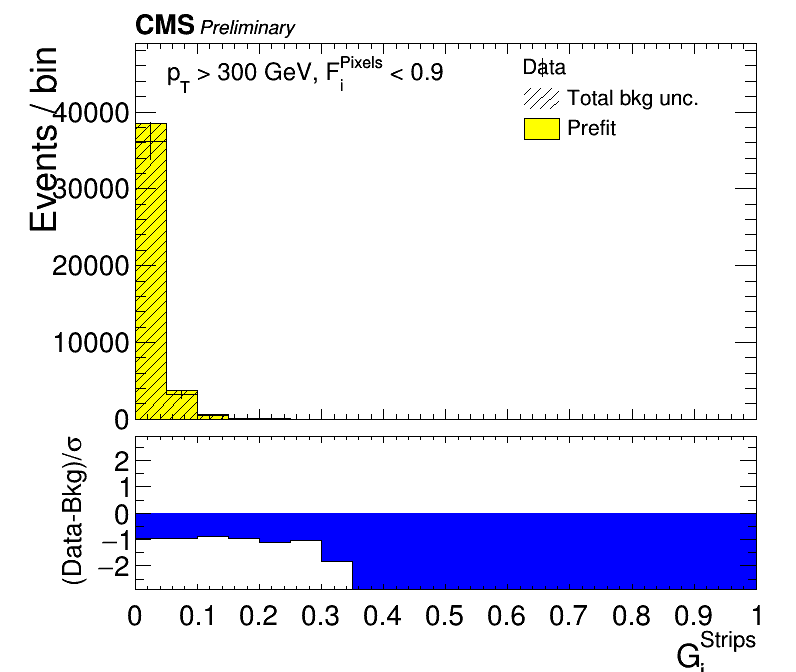 CMS Preliminary
p_T > 300 GeV, F_i^Pixels < 0.9
Data
Total bkg unc.
Prefit
Events / bin
40000
30000
20000
10000
0
(Data-Bkg)/σ
2
1
0
−1
−2
0 0.1 0.2 0.3 0.4 0.5 0.6 0.7 0.8 0.9 1
G_i^Strips